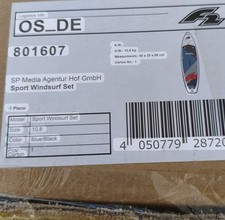 OS_DE
801607
SP Media Agentur Hof GmbH
Sport Windsurf Set
1 Piece
Model: Sport Windsurf Set
Size: 10,6
Color: Blue/Black
4 050779 28720